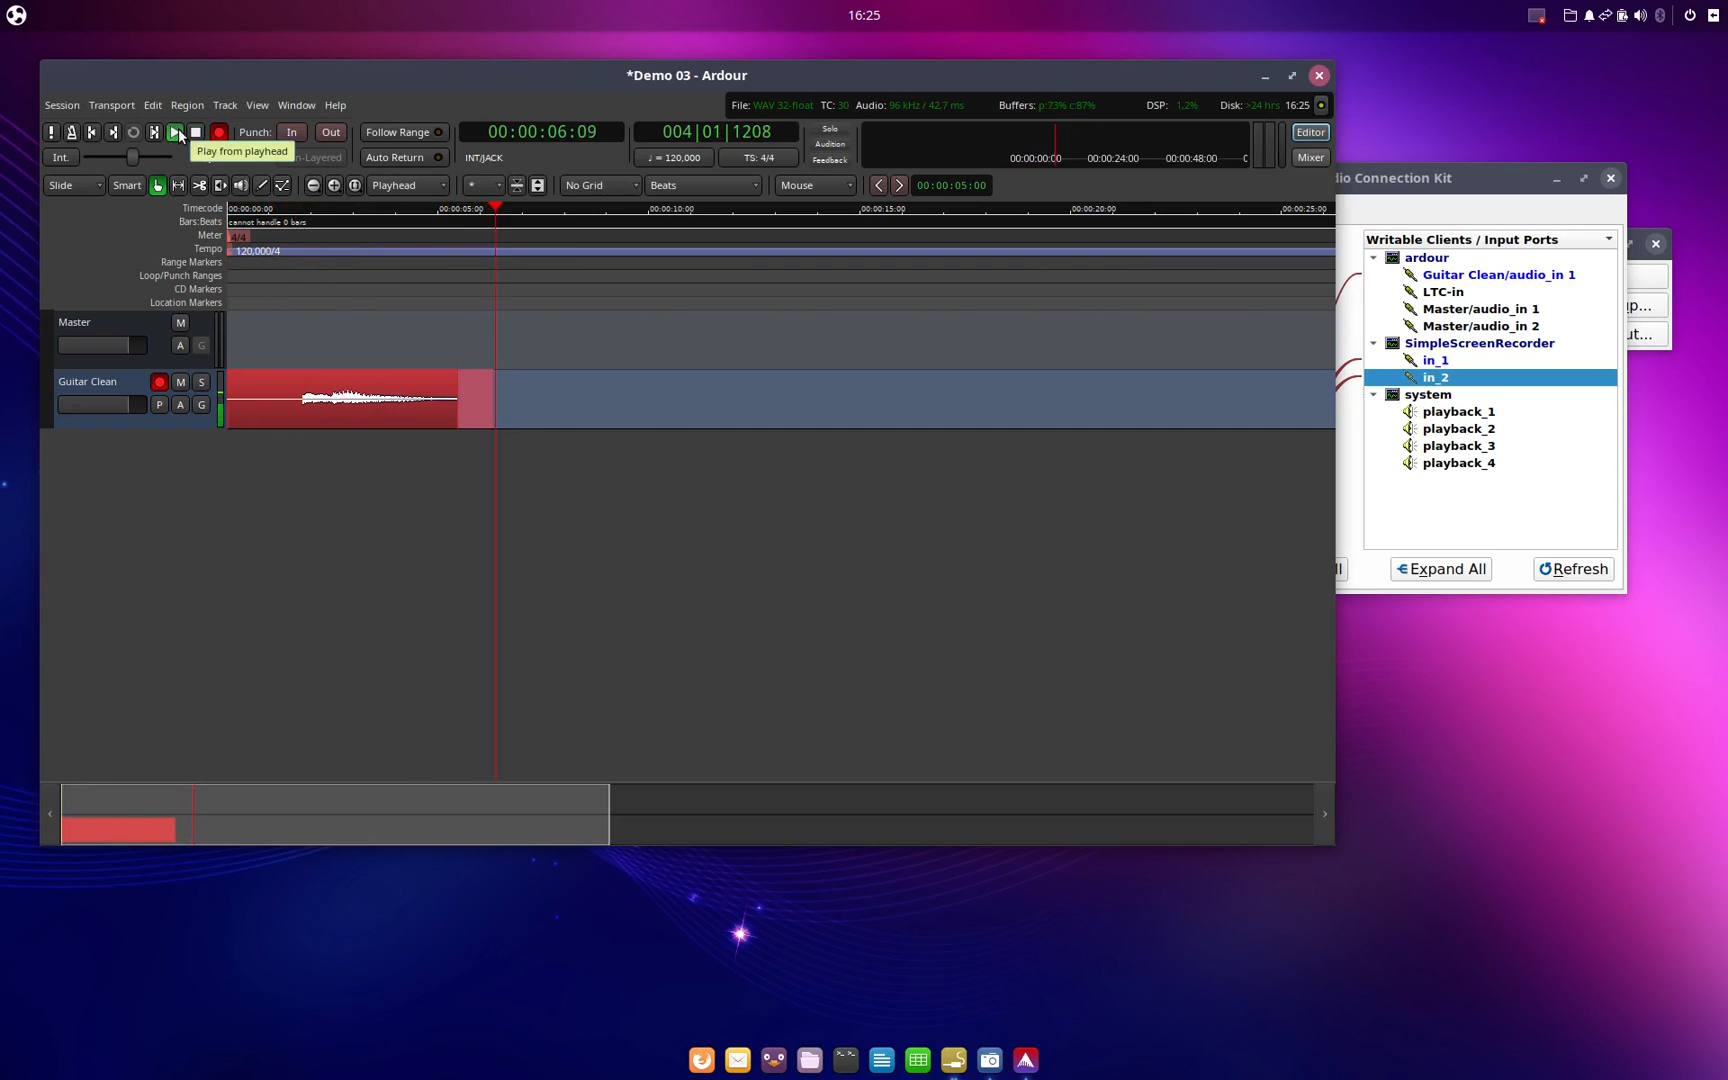 16:25
*Demo 03 - Ardour
Session Transport Edit Region Track View Window Help
File: WAV 32-float TC: 30 Audio: 96 kHz / 42,7 ms Buffers: p:73% c:87% DSP: 1,2% Disk: >24 hrs 16:25
Punch: In Out Follow Range 00:00:06:09 004|01|1208 Solo Editor
Audition
Play from playhead
Int. n-Layered Auto Return INT/JACK ♩ = 120,000 TS: 4/4 Feedback 00:00:00:00 00:00:24:00 00:00:48:00 Mixer
Slide Smart Playhead * No Grid Beats Mouse 00:00:05:00
Timecode 00:00:00:00 00:00:05:00 00:00:10:00 00:00:15:00 00:00:20:00 00:00:25:00
Bars:Beats cannot handle 0 bars
Meter 4/4
Tempo 120,000/4
Range Markers
Loop/Punch Ranges
CD Markers
Location Markers
Master M
A G
Guitar Clean M S
P A G
dio Connection Kit
Writable Clients / Input Ports
ardour
Guitar Clean/audio_in 1
LTC-in
Master/audio_in 1
Master/audio_in 2
SimpleScreenRecorder
in_1
in_2
system
playback_1
playback_2
playback_3
playback_4
Expand All Refresh
up...
ut...